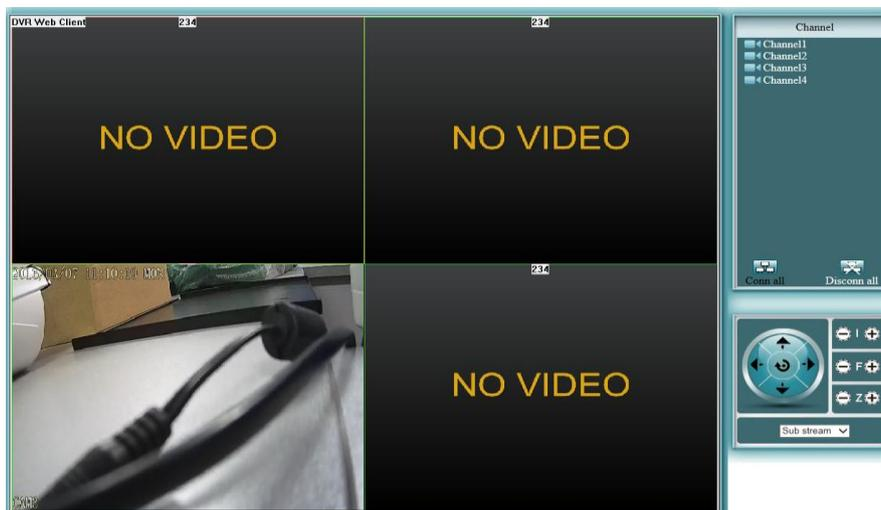 DVR Web Client
234
234
NO VIDEO
NO VIDEO
234
NO VIDEO
Channel
Channel1
Channel2
Channel3
Channel4
Conn all
Disconn all
I
F
Z
Sub stream